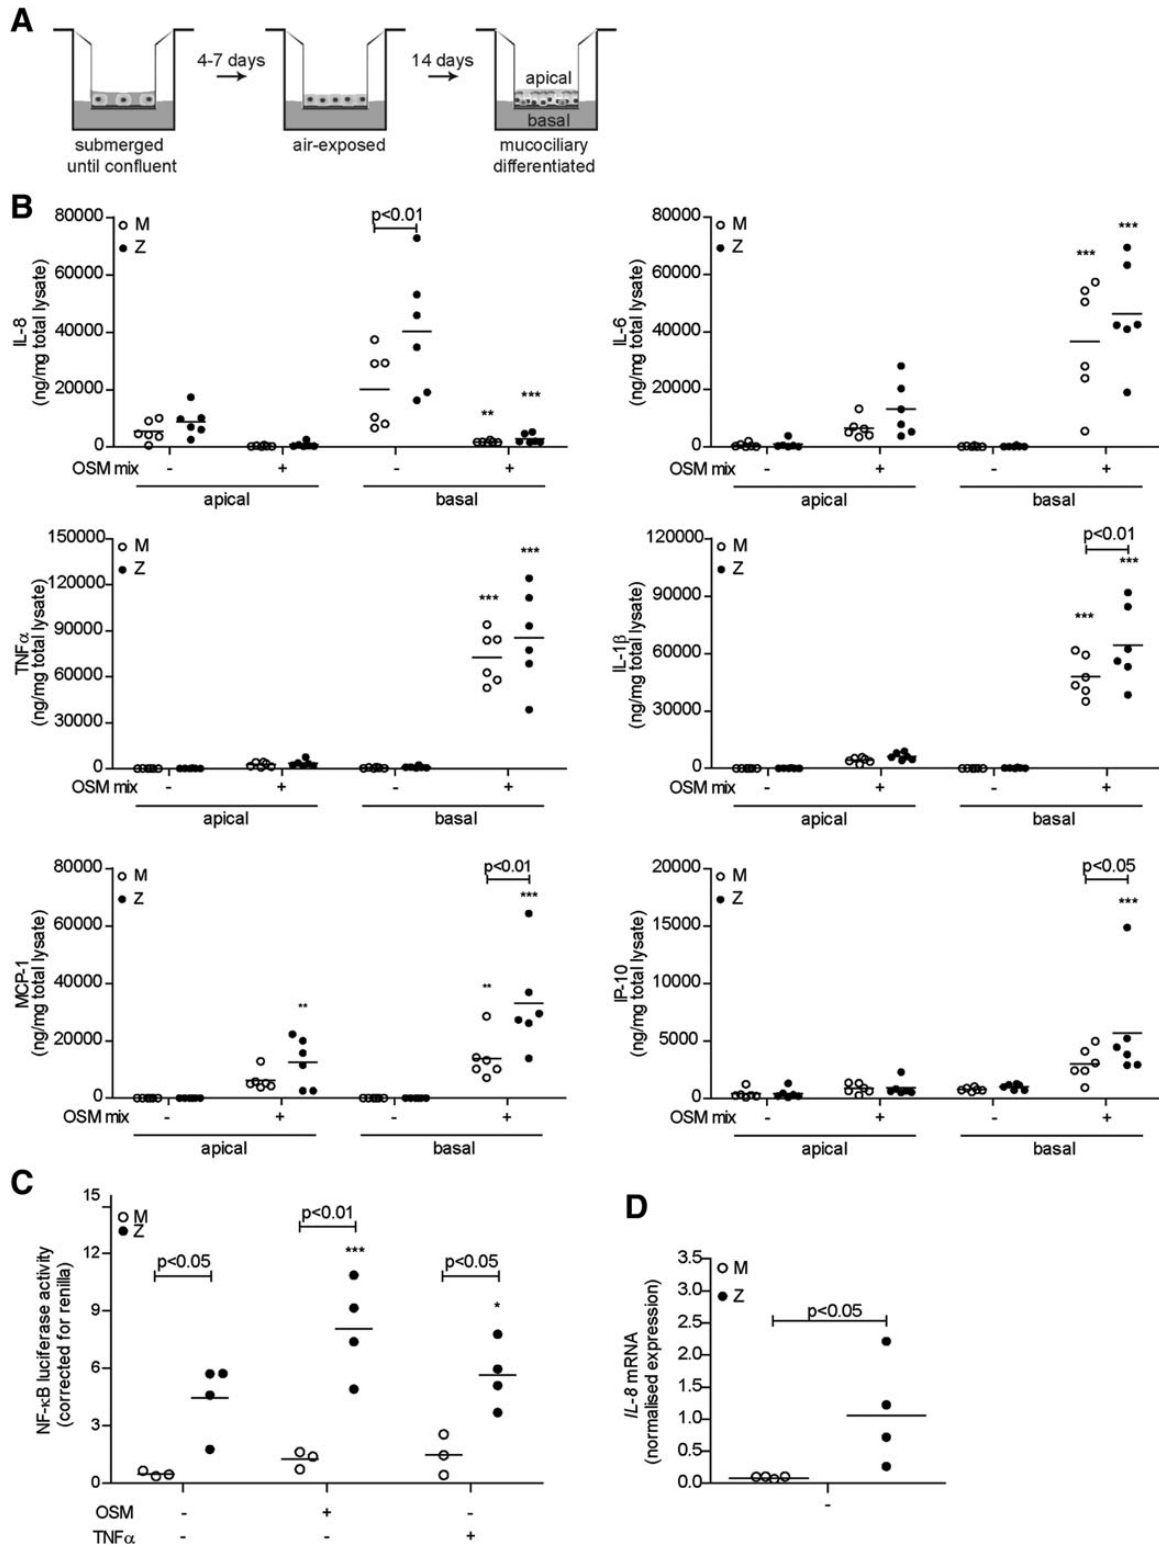 A
4-7 days
14 days
apical
basal
submerged
until confluent
air-exposed
mucociliary
differentiated
B
IL-8
(ng/mg total lysate)
80000
60000
40000
20000
0
M
Z
p<0.01
**
***
OSM mix - + - +
apical basal
IL-6
(ng/mg total lysate)
80000
60000
40000
20000
0
M
Z
***
***
- + - +
apical basal
TNFα
(ng/mg total lysate)
150000
120000
90000
60000
30000
0
M
Z
***
***
OSM mix - + - +
apical basal
IL-1β
(ng/mg total lysate)
120000
90000
60000
30000
0
M
Z
p<0.01
***
***
OSM mix - + - +
apical basal
MCP-1
(ng/mg total lysate)
80000
60000
40000
20000
0
M
Z
p<0.01
***
**
**
OSM mix - + - +
apical basal
IP-10
(ng/mg total lysate)
20000
15000
10000
5000
0
M
Z
p<0.05
***
OSM mix - + - +
apical basal
C
NF-κB luciferase activity
(corrected for renilla)
15
12
9
6
3
0
M
Z
p<0.05
p<0.01
***
p<0.05
*
OSM - + -
TNFα - - +
D
IL-8 mRNA
(normalised expression)
3.5
3.0
2.5
2.0
1.5
1.0
0.5
0.0
M
Z
p<0.05
-